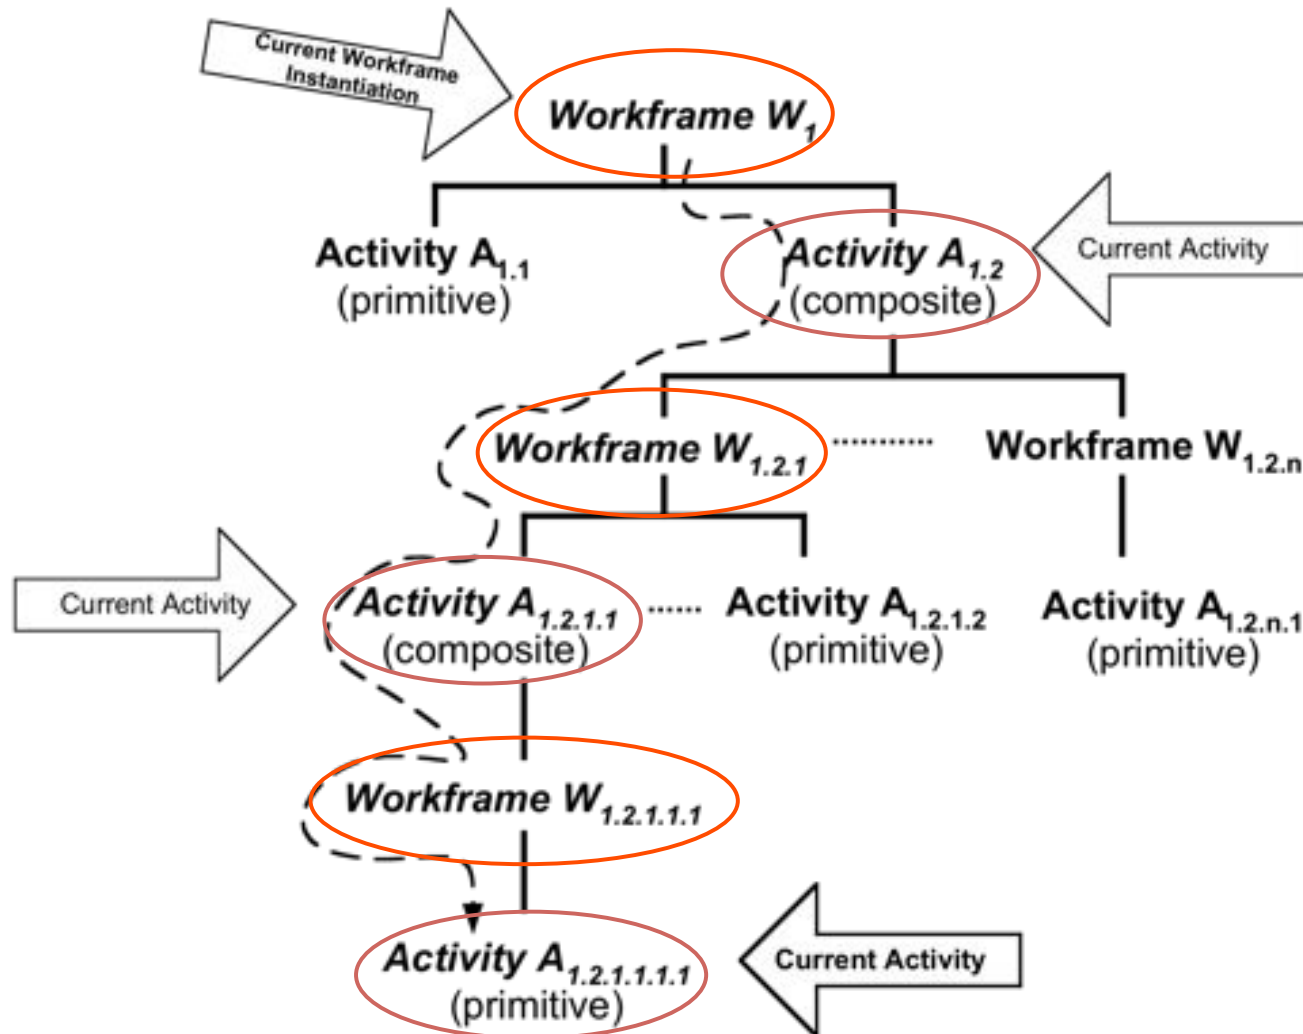 Current Workframe
Instantiation
Workframe W1
Activity A1.1
(primitive)
Activity A1.2
(composite)
Current Activity
Workframe W1.2.1
...........
Workframe W1.2.n
Current Activity
Activity A1.2.1.1
(composite)
......
Activity A1.2.1.2
(primitive)
Activity A1.2.n.1
(primitive)
Workframe W1.2.1.1.1
Activity A1.2.1.1.1.1
(primitive)
Current Activity